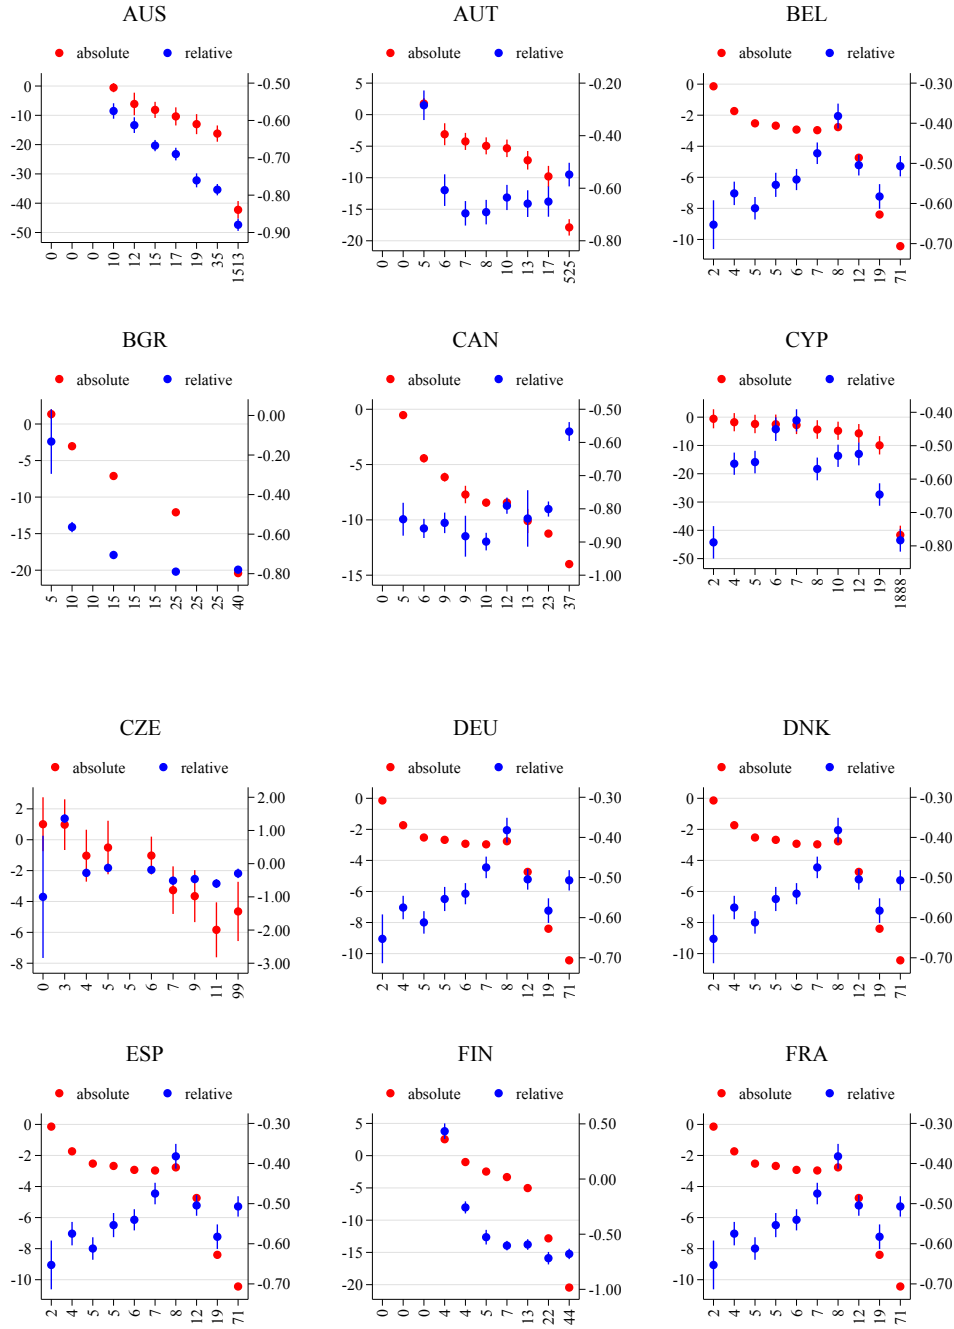 AUS AUT BEL
absolute relative absolute relative absolute relative
0 -10 -20 -30 -40 -50
-0.50 -0.60 -0.70 -0.80 -0.90
0 0 0 10 12 15 17 19 35 1513
5 0 -5 -10 -15 -20
-0.20 -0.40 -0.60 -0.80
0 0 5 6 7 8 10 13 17 525
0 -2 -4 -6 -8 -10
-0.30 -0.40 -0.50 -0.60 -0.70
2 4 5 5 6 7 8 12 19 71
BGR CAN CYP
absolute relative absolute relative absolute relative
0 -5 -10 -15 -20
0.00 -0.20 -0.40 -0.60 -0.80
5 10 10 15 15 15 25 25 25 40
0 -5 -10 -15
-0.50 -0.60 -0.70 -0.80 -0.90 -1.00
0 5 6 9 9 10 12 13 23 37
0 -10 -20 -30 -40 -50
-0.40 -0.50 -0.60 -0.70 -0.80
2 4 5 6 7 8 10 12 19 1888
CZE DEU DNK
absolute relative absolute relative absolute relative
2 0 -2 -4 -6 -8
2.00 1.00 0.00 -1.00 -2.00 -3.00
0 3 4 5 5 6 7 9 11 99
0 -2 -4 -6 -8 -10
-0.30 -0.40 -0.50 -0.60 -0.70
2 4 5 5 6 7 8 12 19 71
0 -2 -4 -6 -8 -10
-0.30 -0.40 -0.50 -0.60 -0.70
2 4 5 5 6 7 8 12 19 71
ESP FIN FRA
absolute relative absolute relative absolute relative
0 -2 -4 -6 -8 -10
-0.30 -0.40 -0.50 -0.60 -0.70
2 4 5 5 6 7 8 12 19 71
5 0 -5 -10 -15 -20
0.50 0.00 -0.50 -1.00
0 0 0 4 4 5 7 13 22 44
0 -2 -4 -6 -8 -10
-0.30 -0.40 -0.50 -0.60 -0.70
2 4 5 5 6 7 8 12 19 71